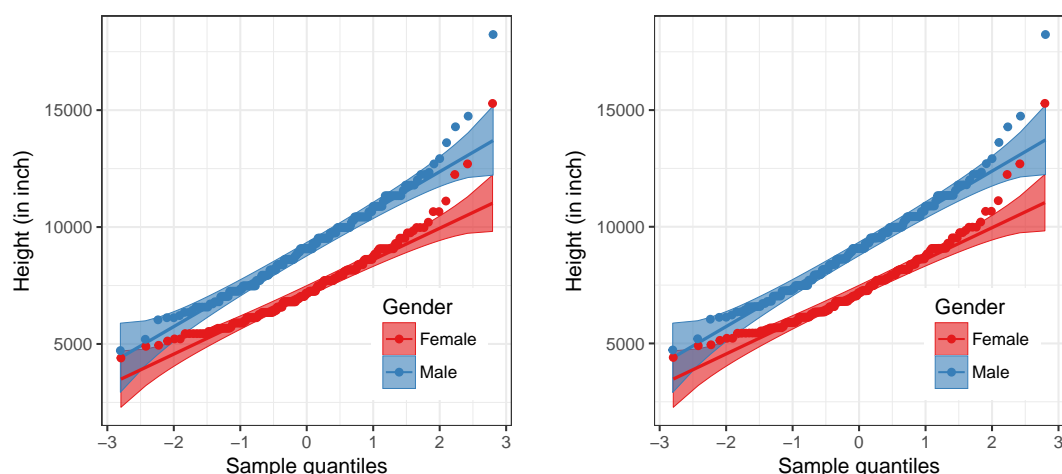 Height (in inch)
15000
10000
5000
Gender
Female
Male
−3 −2 −1 0 1 2 3
Sample quantiles
Height (in inch)
15000
10000
5000
Gender
Female
Male
−3 −2 −1 0 1 2 3
Sample quantiles